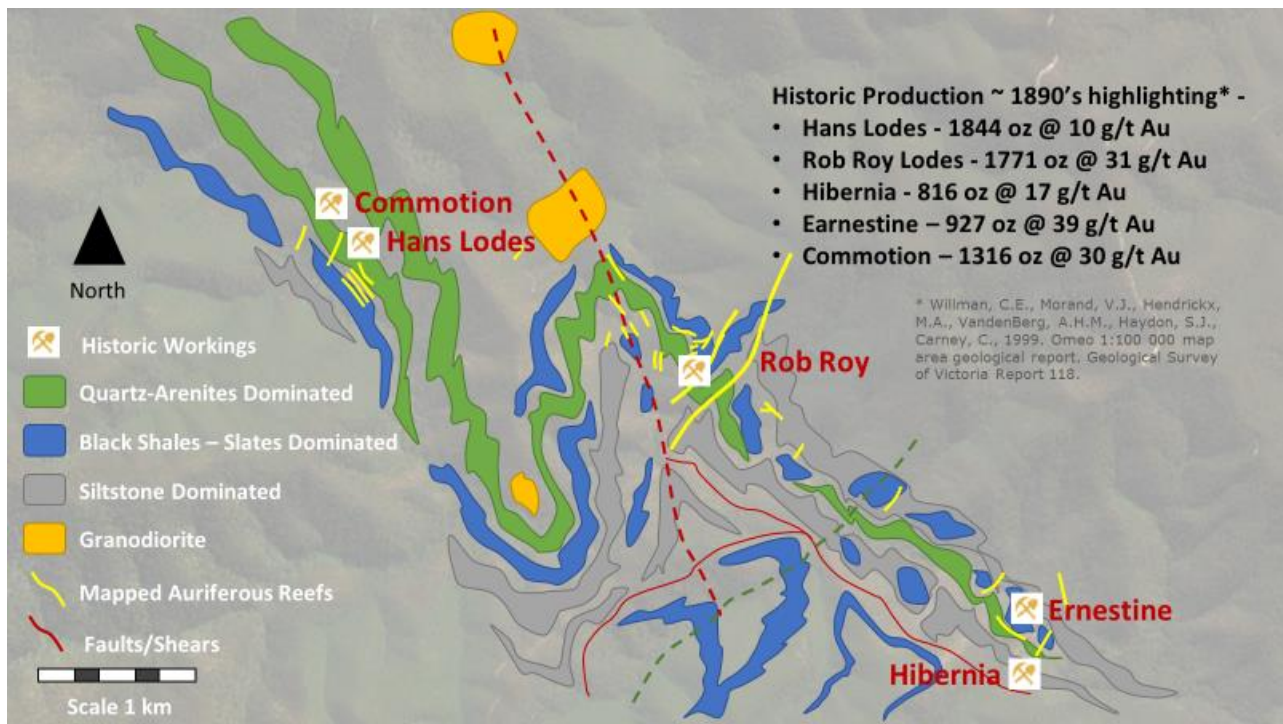 Historic Production ~ 1890's highlighting* -
• Hans Lodes - 1844 oz @ 10 g/t Au
• Rob Roy Lodes - 1771 oz @ 31 g/t Au
• Hibernia - 816 oz @ 17 g/t Au
• Earnestine – 927 oz @ 39 g/t Au
• Commotion – 1316 oz @ 30 g/t Au
* Willman, C.E., Morand, V.J., Hendrickx,
M.A., VandenBerg, A.H.M., Haydon, S.J.,
Carney, C., 1999. Omeo 1:100 000 map
area geological report. Geological Survey
of Victoria Report 118.
Commotion
Hans Lodes
Rob Roy
Ernestine
Hibernia
North
Historic Workings
Quartz-Arenites Dominated
Black Shales – Slates Dominated
Siltstone Dominated
Granodiorite
Mapped Auriferous Reefs
Faults/Shears
Scale 1 km